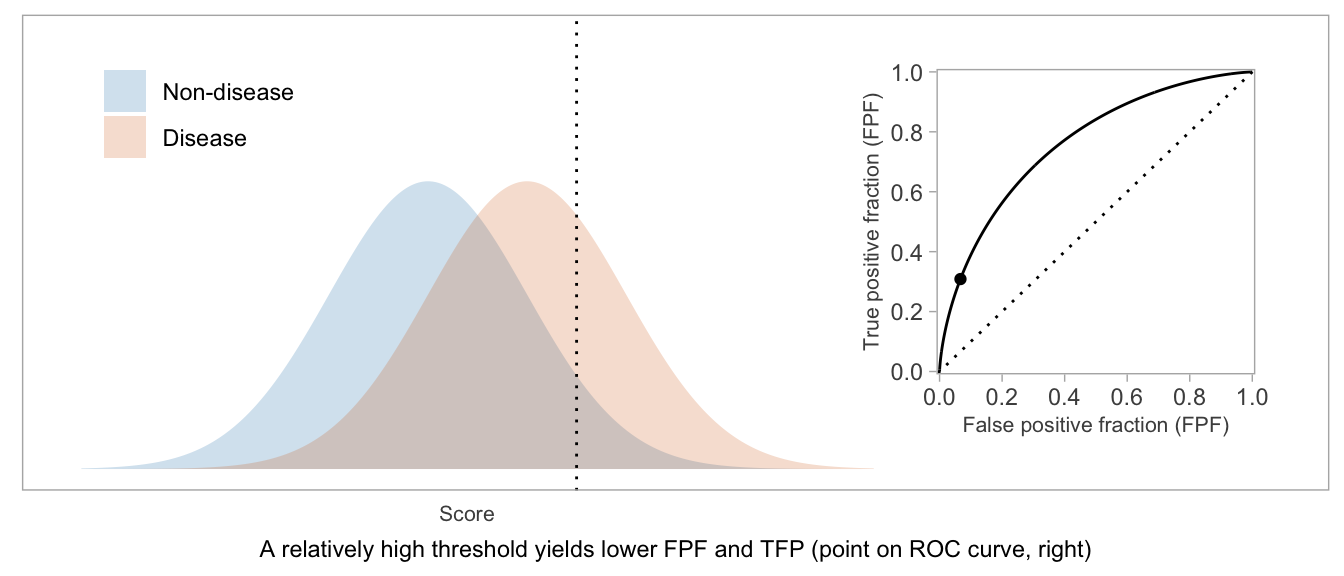 Non-disease
Disease
True positive fraction (FPF)
1.0
0.8
0.6
0.4
0.2
0.0
0.0 0.2 0.4 0.6 0.8 1.0
False positive fraction (FPF)
Score
A relatively high threshold yields lower FPF and TFP (point on ROC curve, right)